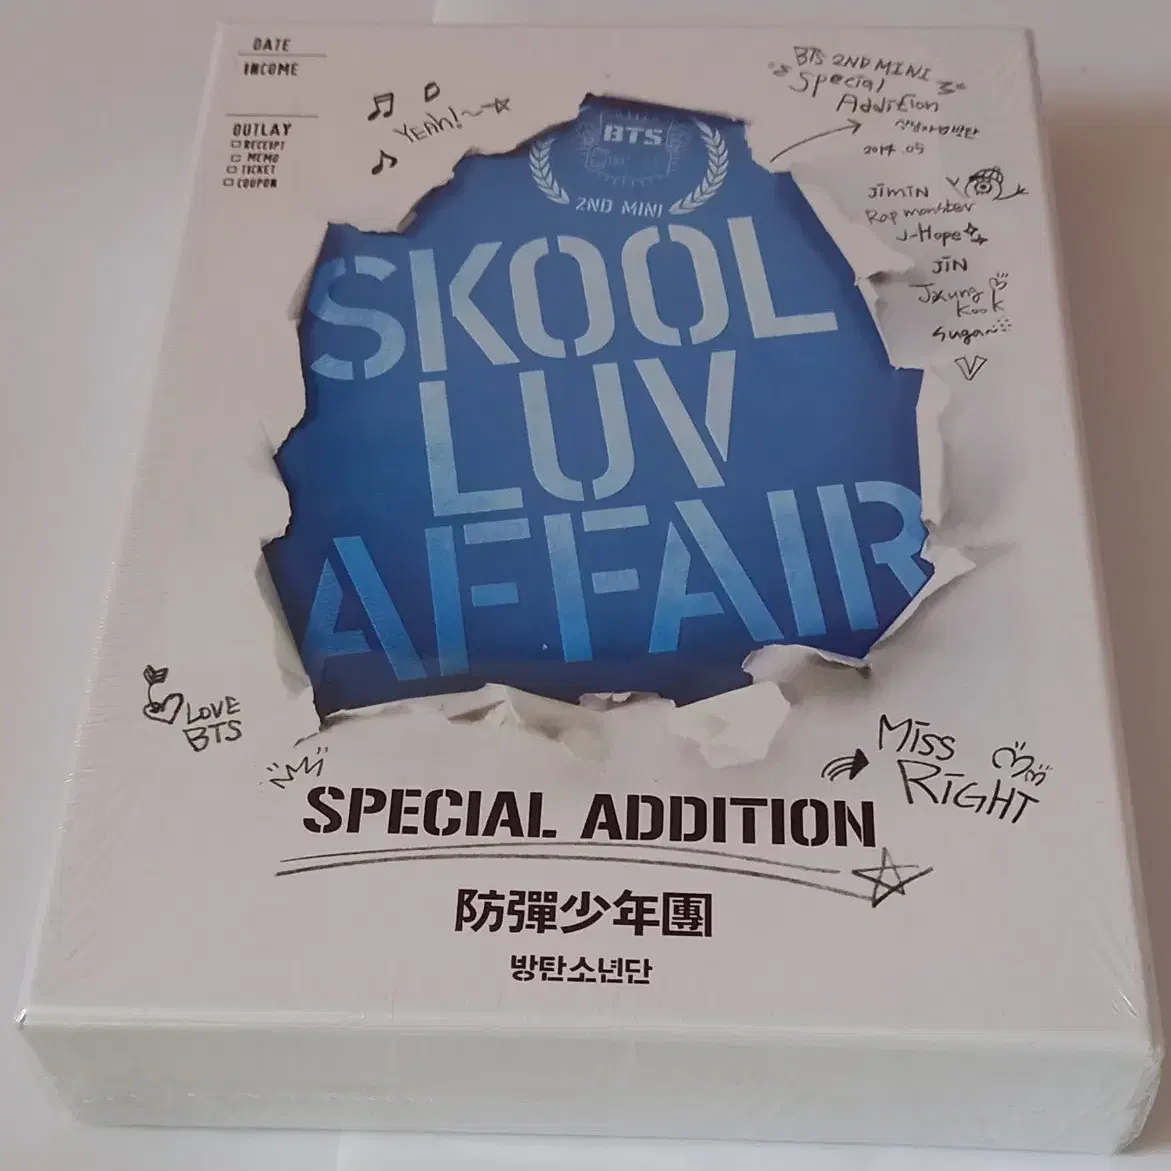 DATE
INCOME
OUTLAY
RECEIPT
MEMO
TICKET
COUPON
YEAH!~
BTS 2ND MINI
Special
Addition
2014.05
JiMiN
Rap monster
J-Hope
JiN
Jeung
Kook
Suga
V
BTS
2ND MINI
SKOOL
LUV
AFFAIR
LOVE
BTS
MiSS
RiGHT
SPECIAL ADDITION
防彈少年團
방탄소년단